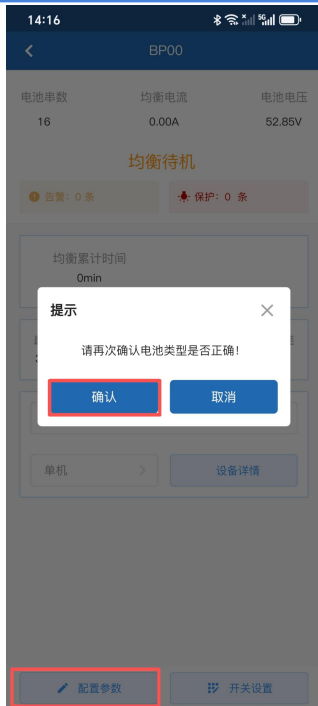 14:16
5G
BP00
电池串数 均衡电流 电池电压
16 0.00A 52.85V
均衡待机
告警：0 条 保护：0 条
均衡累计时间
0min
提示
请再次确认电池类型是否正确！
确认 取消
单机 设备详情
配置参数 开关设置